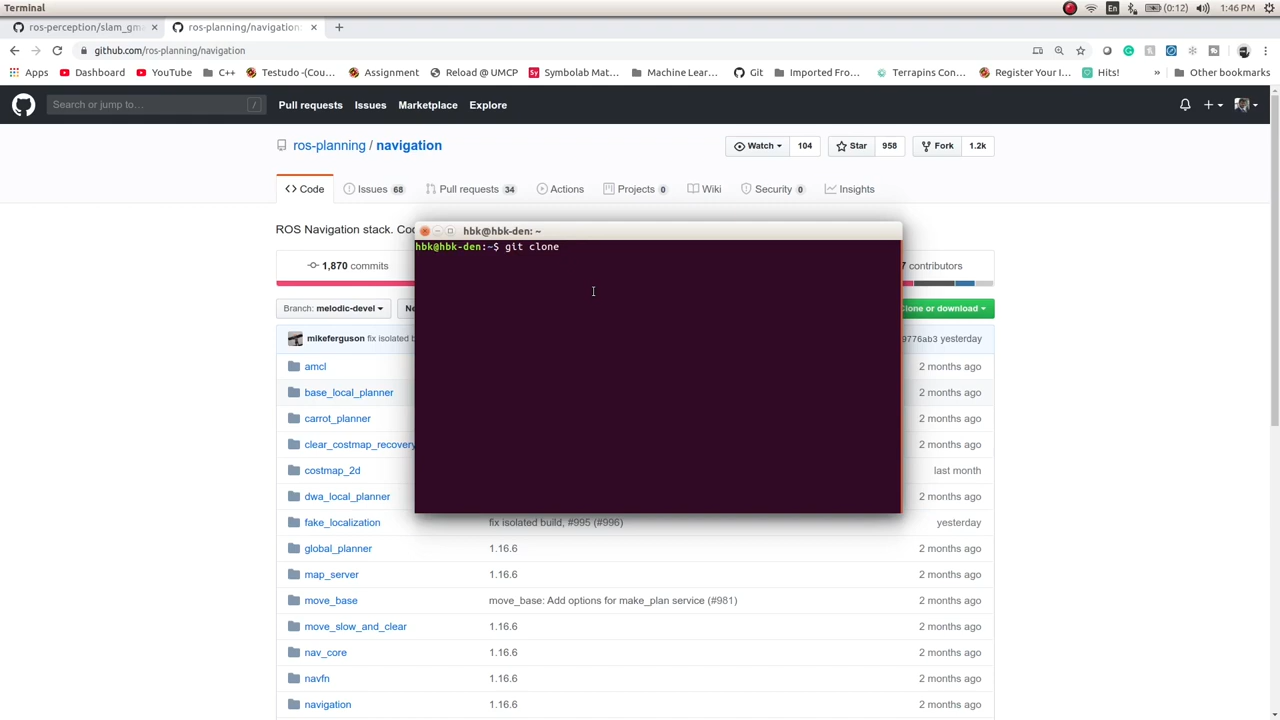 Terminal
En
(0:12)
1:46 PM
ros-perception/slam_gma
ros-planning/navigation:
github.com/ros-planning/navigation
Apps
Dashboard
YouTube
C++
Testudo -(Cou...
Assignment
Reload @ UMCP
Symbolab Mat...
Machine Lear...
Git
Imported Fro...
Terrapins Con...
Register Your I...
Hits!
»
Other bookmarks
Search or jump to…
/
Pull requests
Issues
Marketplace
Explore
ros-planning / navigation
Watch
104
Star
958
Fork
1.2k
Code
Issues 68
Pull requests 34
Actions
Projects 0
Wiki
Security 0
Insights
ROS Navigation stack. Coc
hbk@hbk-den: ~
hbk@hbk-den:~$ git clone
1,870 commits
7 contributors
Branch: melodic-devel
Ne
Clone or download
mikeferguson fix isolated b
9776ab3 yesterday
amcl
2 months ago
base_local_planner
2 months ago
carrot_planner
2 months ago
clear_costmap_recovery
2 months ago
costmap_2d
last month
dwa_local_planner
2 months ago
fake_localization
fix isolated build, #995 (#996)
yesterday
global_planner
1.16.6
2 months ago
map_server
1.16.6
2 months ago
move_base
move_base: Add options for make_plan service (#981)
2 months ago
move_slow_and_clear
1.16.6
2 months ago
nav_core
1.16.6
2 months ago
navfn
1.16.6
2 months ago
navigation
1.16.6
2 months ago